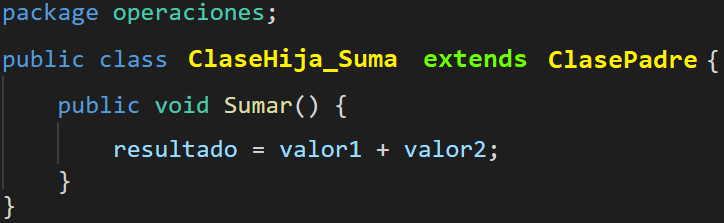 package operaciones;
public class ClaseHija_Suma extends ClasePadre {
public void Sumar() {
resultado = valor1 + valor2;
}
}